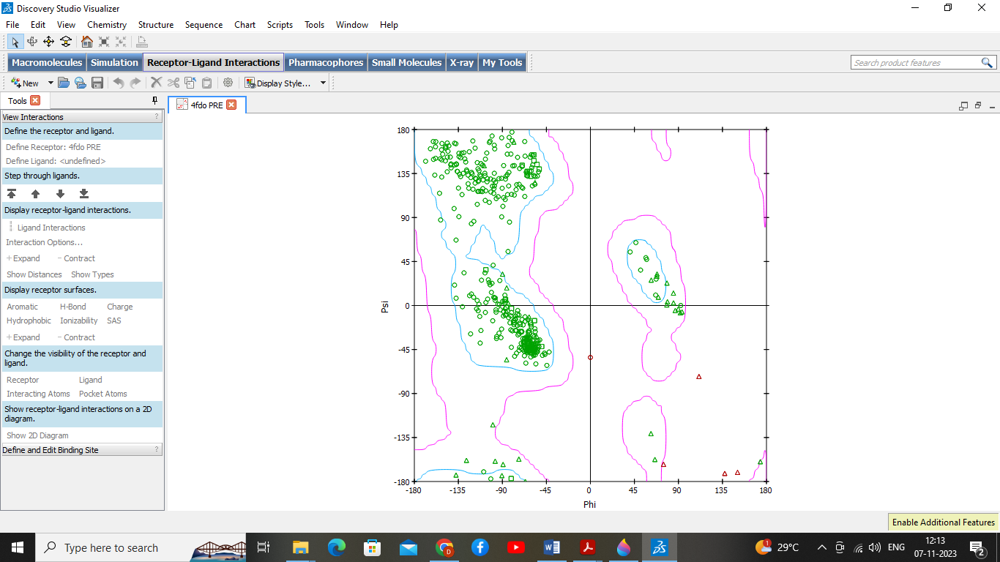 Discovery Studio Visualizer
File Edit View Chemistry Structure Sequence Chart Scripts Tools Window Help
Macromolecules Simulation Receptor-Ligand Interactions Pharmacophores Small Molecules X-ray My Tools
Search product features
New Display Style...
Tools
4fdo PRE
View Interactions ?
Define the receptor and ligand.
Define Receptor: 4fdo PRE
Define Ligand: <undefined>
Step through ligands.
Display receptor-ligand interactions.
Ligand Interactions
Interaction Options...
+Expand - Contract
Show Distances Show Types
Display receptor surfaces.
Aromatic H-Bond Charge
Hydrophobic Ionizability SAS
+Expand - Contract
Change the visibility of the receptor and
ligand.
Receptor Ligand
Interacting Atoms Pocket Atoms
Show receptor-ligand interactions on a 2D
diagram.
Show 2D Diagram
Define and Edit Binding Site ?
180
135
90
45
0
-45
-90
-135
-180
Psi
-180 -135 -90 -45 0 45 90 135 180
Phi
Enable Additional Features
Type here to search
1
29°C
ENG
12:13
07-11-2023
2